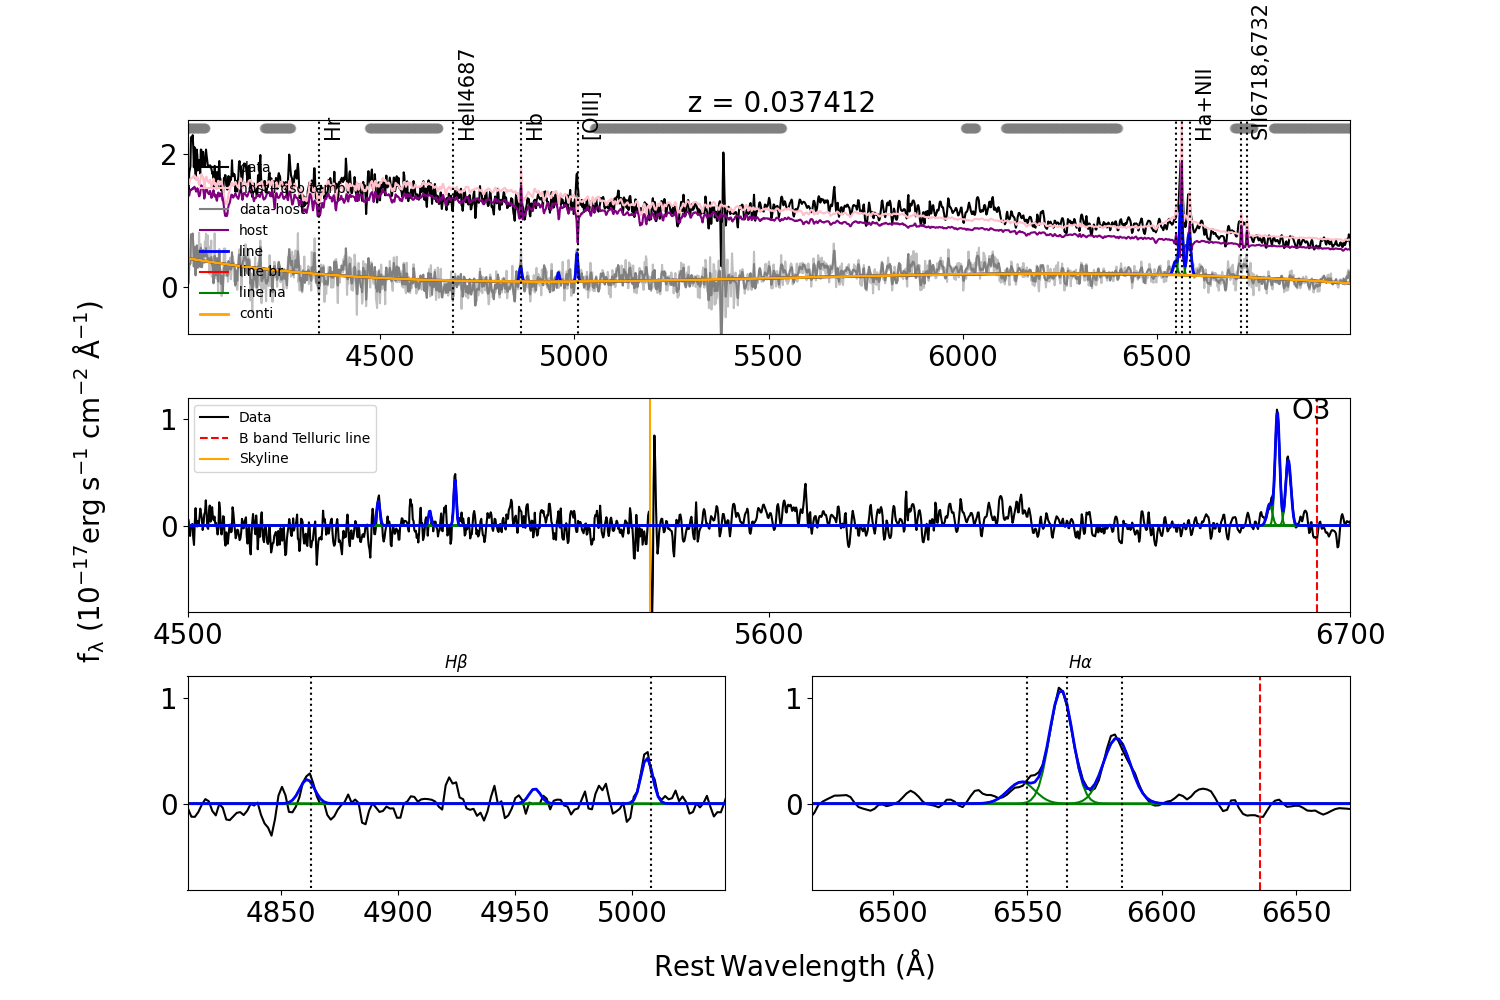 z = 0.037412
Hr
HeII4687
Hb
[OIII]
Ha+NII
SII6718,6732
data
data-host
host
line
line br
line na
conti
2
0
4500 5000 5500 6000 6500
fλ (10−17erg s−1 cm−2 Å−1)
Data
B band Telluric line
Skyline
O3
1
0
4500 5600 6700
Hβ
1
0
4850 4900 4950 5000
Hα
1
0
6500 6550 6600 6650
Rest Wavelength (Å)